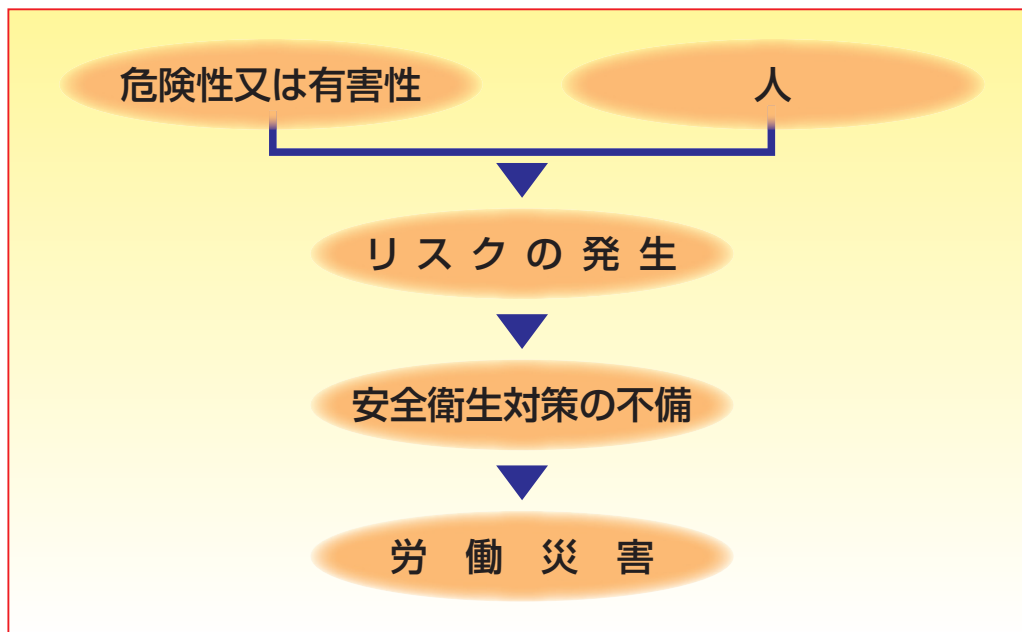 危険性又は有害性
人
リスクの発生
安全衛生対策の不備
労働災害